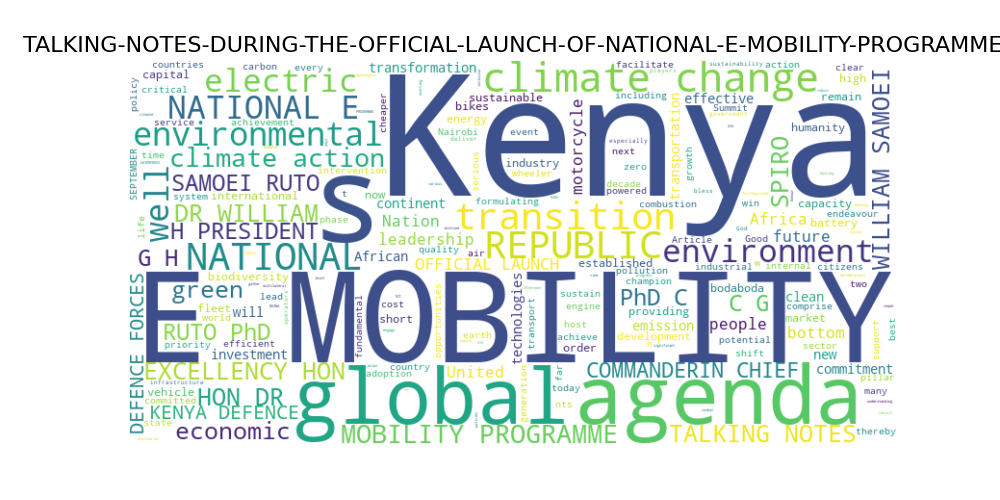 TALKING-NOTES-DURING-THE-OFFICIAL-LAUNCH-OF-NATIONAL-E-MOBILITY-PROGRAMME
countries carbon every transformation facilitate sustainability action clear
capital electric climate change players high
policy critical NATIONAL E sustainable including effective Summit remain
cheaper bikes motorcycle transportation government
service achievement energy Nairobi event Kenya humanity
environmental deliver especially WILLIAM SAMOEI
SEPTEMBER time climate action industry next zero growth SPIRO
intervention serious wheeler decade powered bless
well SAMOEI RUTO s t now formulating combustion win capacity
system international continent God endeavour
life DR WILLIAM phase Nation transition Africa battery
H PRESIDENT leadership quality air REPUBLIC Article Good future
G H NATIONAL African OFFICIAL LAUNCH established environment
biodiversity pollution industrial internal citizens
DEFENCE FORCES green lead E MOBILITY champion bodaboda two
fleet will cost sustain PhD C C G clean comprise
world short fundamental opportunities earth technologies transport engine providing market
RUTO PhD priority efficient host emission people potential bottom support best
investment order achieve development shift sector new
EXCELLENCY HON adoption country United far COMMANDERIN CHIEF commitment
infrastructure vehicle HON DR global generation today agenda pillar
committed KENYA DEFENCE nts many
state economic MOBILITY PROGRAMME TALKING NOTES thereby